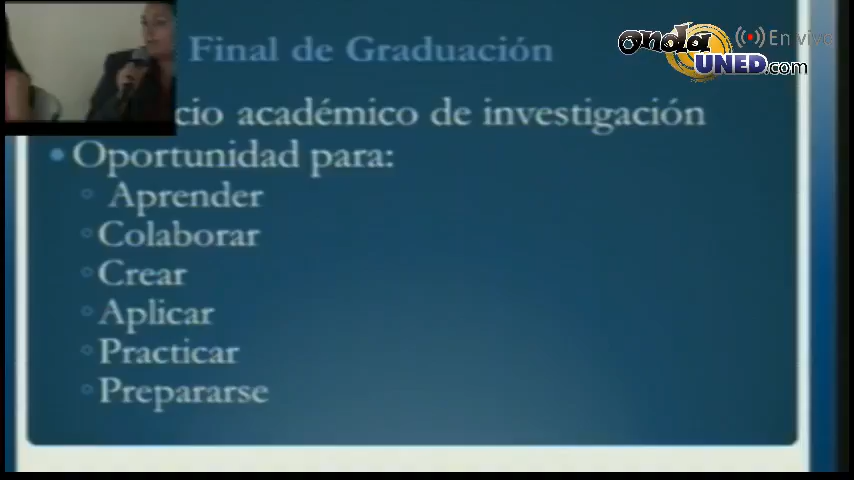 Final de Graduación
onda UNED.com
En vivo
cio académico de investigación
Oportunidad para:
Aprender
Colaborar
Crear
Aplicar
Practicar
Prepararse